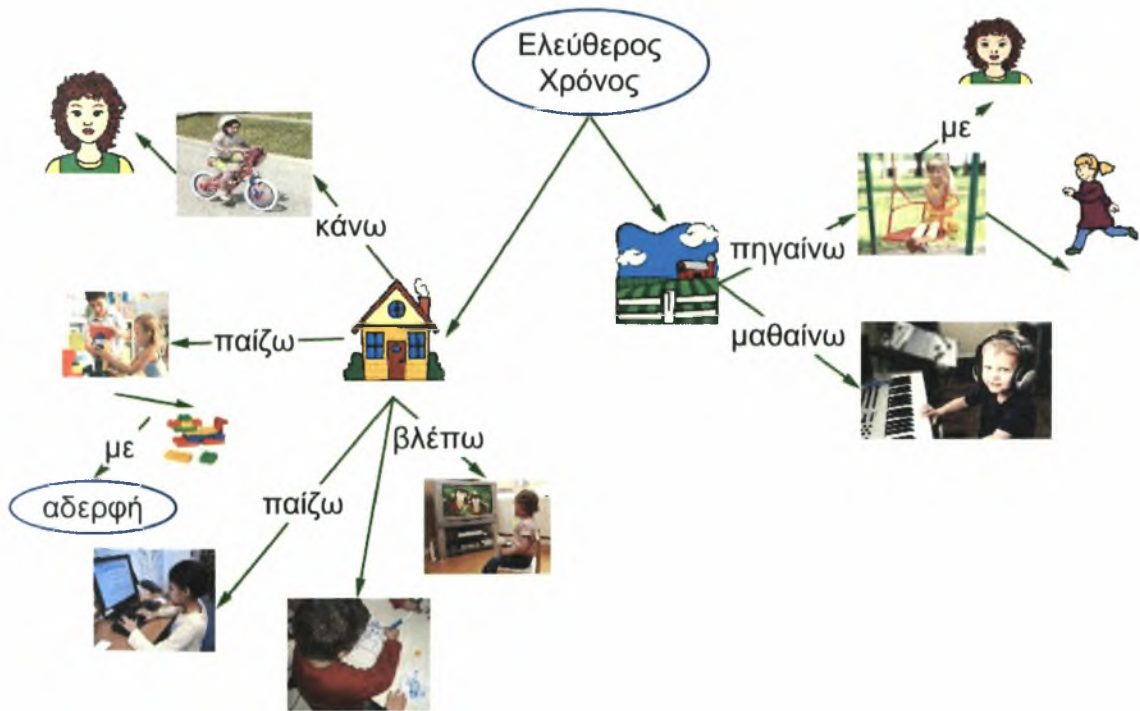 Ελεύθερος
Χρόνος
με
κάνω
πηγαίνω
παίζω
μαθαίνω
με
βλέπω
αδερφή
παίζω